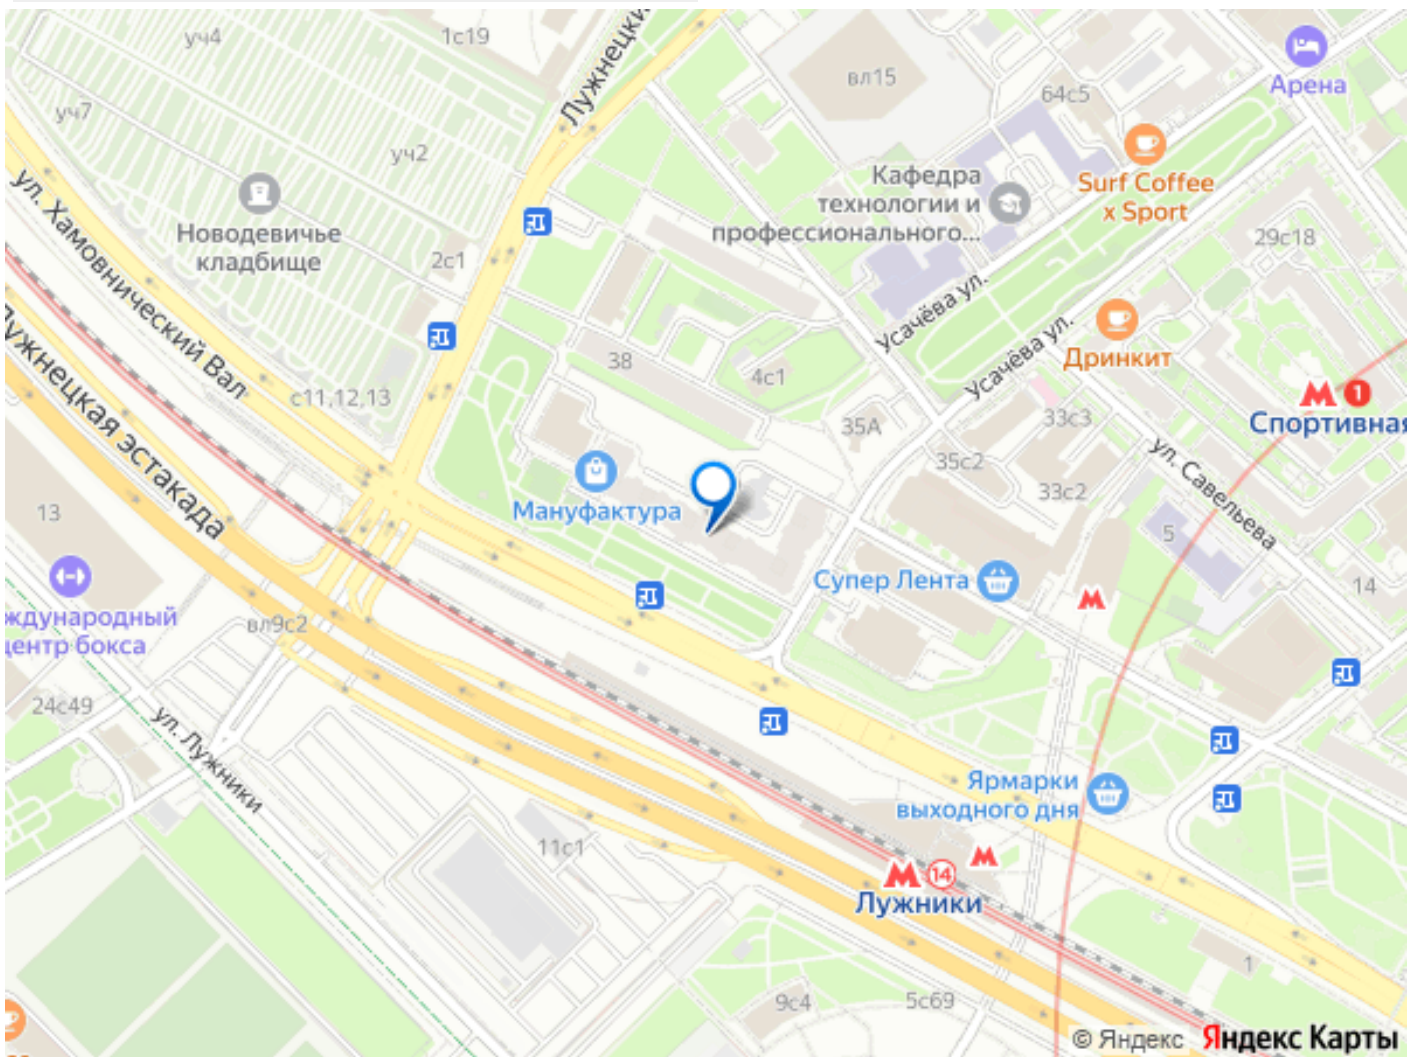 уч4
1с19
Лужнецки
вл15
Арена
64с5
уч7
уч2
Surf Coffee
x Sport
Кафедра
технологии и
профессионального...
ул. Хамовнический Вал
Новодевичье
кладбище
2с1
29с18
Усачёва ул.
Усачёва ул.
Дринкит
Лужнецкая эстакада
38
4с1
с11,12,13
1
Спортивная
35А
33с3
35с2
ул. Савельева
33с2
Мануфактура
13
5
Супер Лента
14
ждународный
центр бокса
вл9с2
24с49
ул. Лужники
Ярмарки
выходного дня
11с1
14
Лужники
1
9с4
5с69
© Яндекс Яндекс Карты